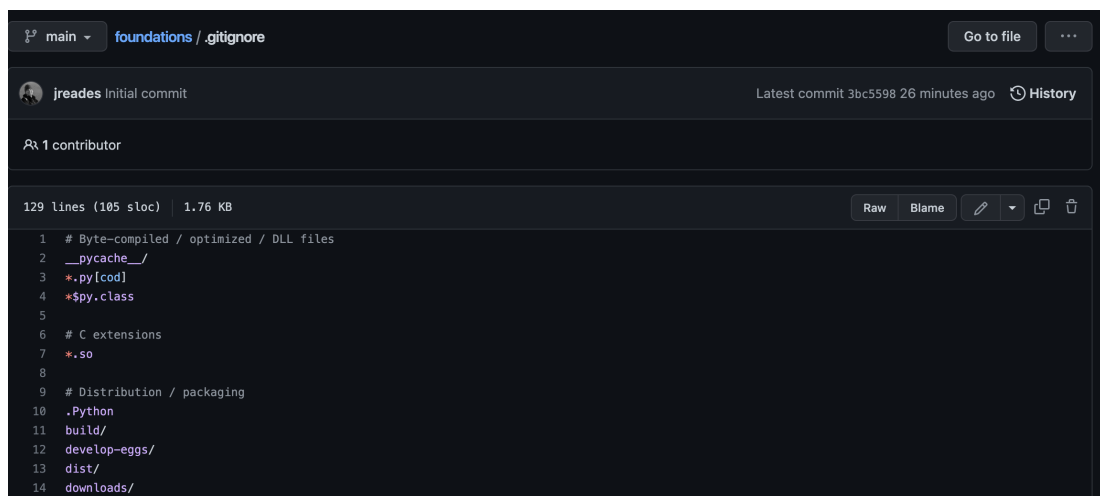 main
foundations / .gitignore
Go to file
...
jreades Initial commit
Latest commit 3bc5598 26 minutes ago
History
1 contributor
129 lines (105 sloc) 1.76 KB
Raw
Blame
1 # Byte-compiled / optimized / DLL files
2 __pycache__/
3 *.py[cod]
4 *$py.class
5
6 # C extensions
7 *.so
8
9 # Distribution / packaging
10 .Python
11 build/
12 develop-eggs/
13 dist/
14 downloads/